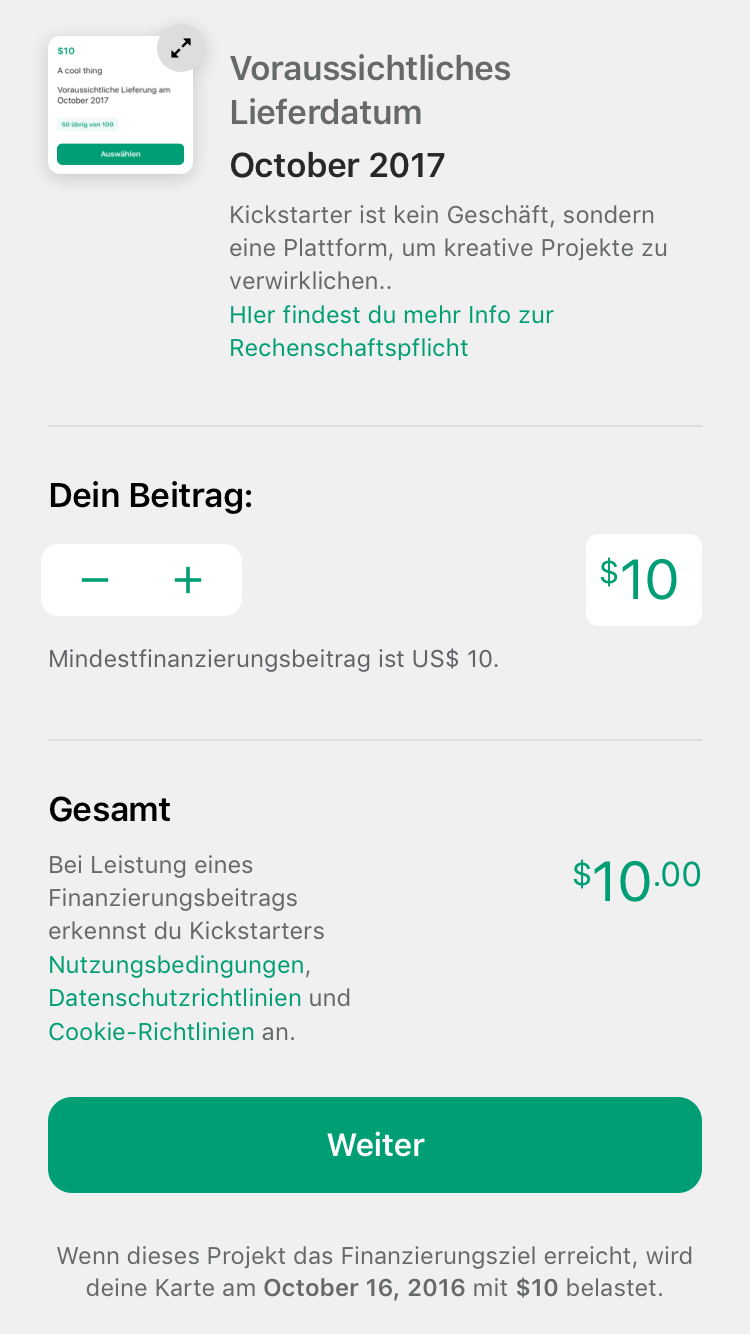 $10
A cool thing
Voraussichtliche Lieferung am
October 2017
50 übrig von 100
Auswählen
Voraussichtliches
Lieferdatum
October 2017
Kickstarter ist kein Geschäft, sondern
eine Plattform, um kreative Projekte zu
verwirklichen..
HIer findest du mehr Info zur
Rechenschaftspflicht
Dein Beitrag:
$10
Mindestfinanzierungsbeitrag ist US$ 10.
Gesamt
Bei Leistung eines
Finanzierungsbeitrags
erkennst du Kickstarters
Nutzungsbedingungen,
Datenschutzrichtlinien und
Cookie-Richtlinien an.
$10.00
Weiter
Wenn dieses Projekt das Finanzierungsziel erreicht, wird
deine Karte am October 16, 2016 mit $10 belastet.